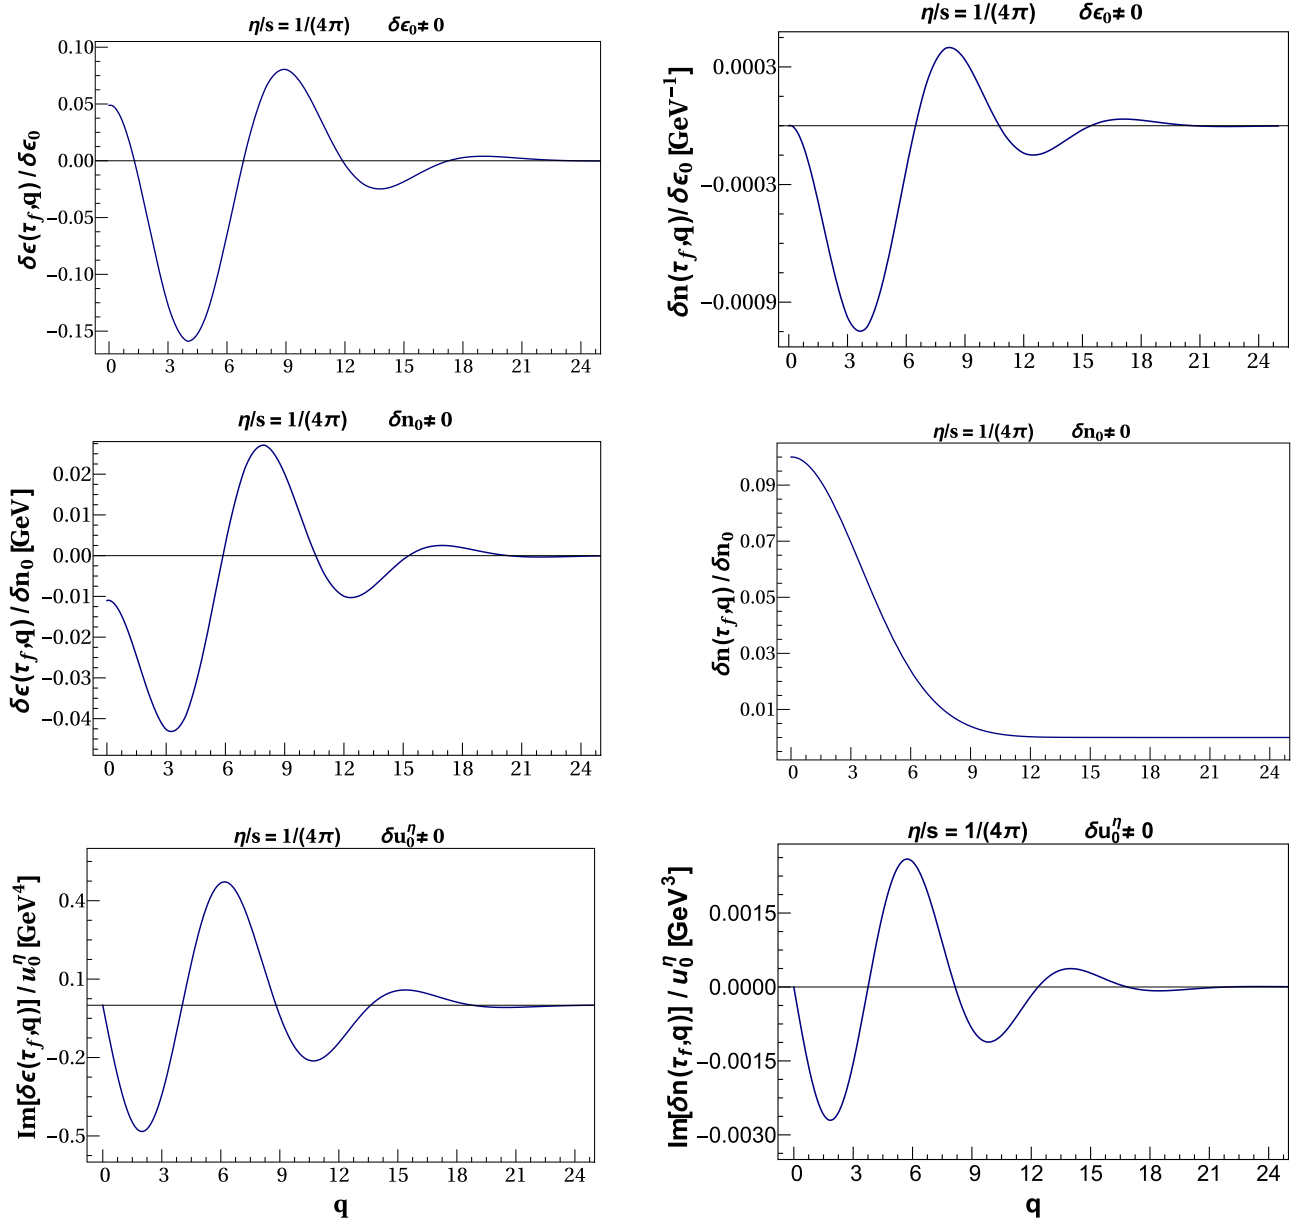 η/s = 1/(4π) δϵ₀≠ 0
δϵ(τ_f,q) / δϵ₀
0.10
0.05
0.00
−0.05
−0.10
−0.15
0 3 6 9 12 15 18 21 24
η/s = 1/(4π) δϵ₀≠ 0
δn(τ_f,q)/ δϵ₀ [GeV⁻¹]
0.0003
−0.0003
−0.0009
0 3 6 9 12 15 18 21 24
η/s = 1/(4π) δn₀≠ 0
δϵ(τ_f,q) / δn₀ [GeV]
0.02
0.01
0.00
−0.01
−0.02
−0.03
−0.04
0 3 6 9 12 15 18 21 24
η/s = 1/(4π) δn₀≠ 0
δn(τ_f,q) / δn₀
0.09
0.07
0.05
0.03
0.01
0 3 6 9 12 15 18 21 24
η/s = 1/(4π) δu₀^η≠ 0
Im[δϵ(τ_f,q)] / u₀^η [GeV⁴]
0.4
0.1
−0.2
−0.5
0 3 6 9 12 15 18 21 24
q
η/s = 1/(4π) δu₀^η≠ 0
Im[δn(τ_f,q)] / u₀^η [GeV³]
0.0015
0.0000
−0.0015
−0.0030
0 3 6 9 12 15 18 21 24
q